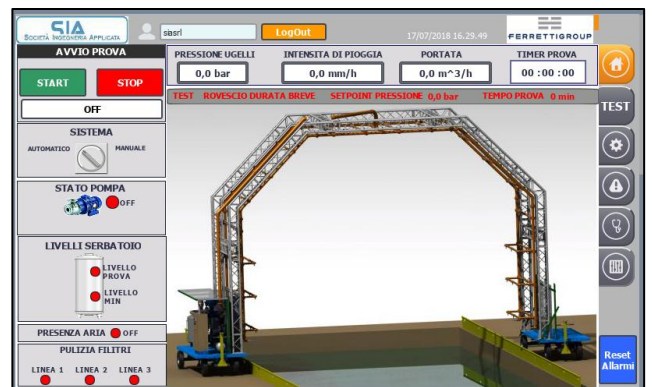 SIA
SOCIETÀ INGEGNERIA APPLICATA
siasrl
LogOut
17/07/2018 16.29.49
FERRETTIGROUP
AVVIO PROVA
START
STOP
OFF
PRESSIONE UGELLI
INTENSITA DI PIOGGIA
PORTATA
TIMER PROVA
0,0 bar
0,0 mm/h
0,0 m^3/h
00 :00 :00
TEST ROVESCIO DURATA BREVE SETPOINT PRESSIONE 0,0 bar TEMPO PROVA 0 min
SISTEMA
AUTOMATICO
MANUALE
STATO POMPA
OFF
LIVELLI SERBATOIO
LIVELLO
PROVA
LIVELLO
MIN
PRESENZA ARIA OFF
PULIZIA FILITRI
LINEA 1 LINEA 2 LINEA 3
TEST
Reset
Allarmi